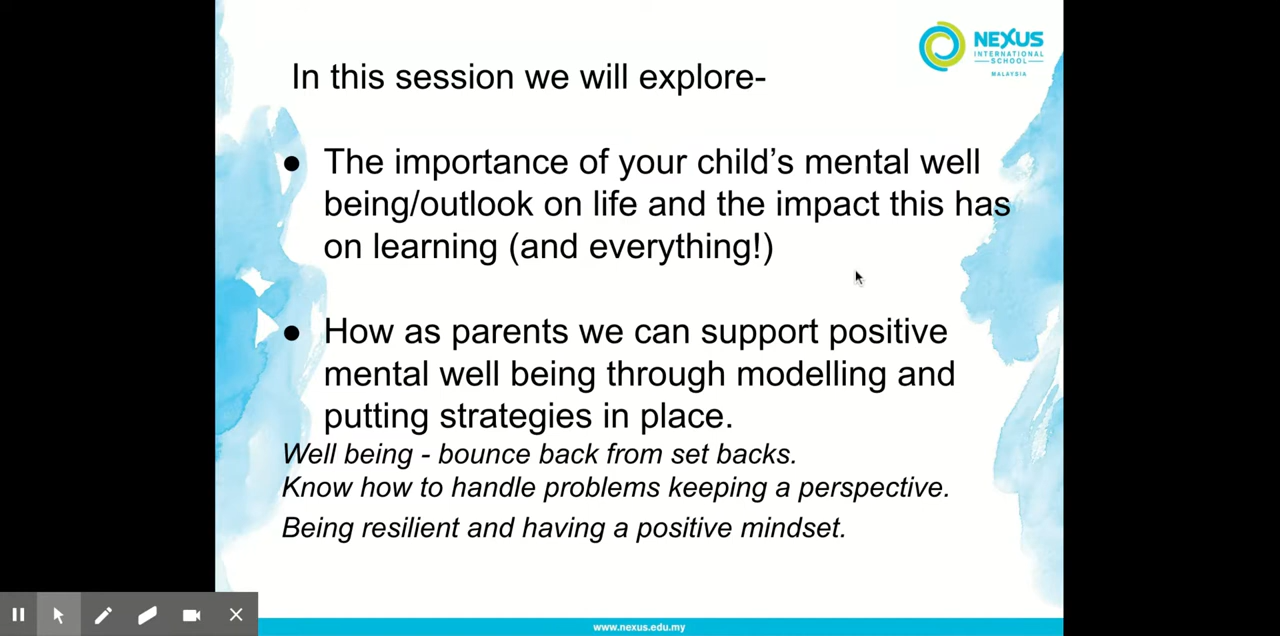 NEXUS
INTERNATIONAL
SCHOOL
MALAYSIA
In this session we will explore-
● The importance of your child's mental well
being/outlook on life and the impact this has
on learning (and everything!)
● How as parents we can support positive
mental well being through modelling and
putting strategies in place.
Well being - bounce back from set backs.
Know how to handle problems keeping a perspective.
Being resilient and having a positive mindset.
www.nexus.edu.my